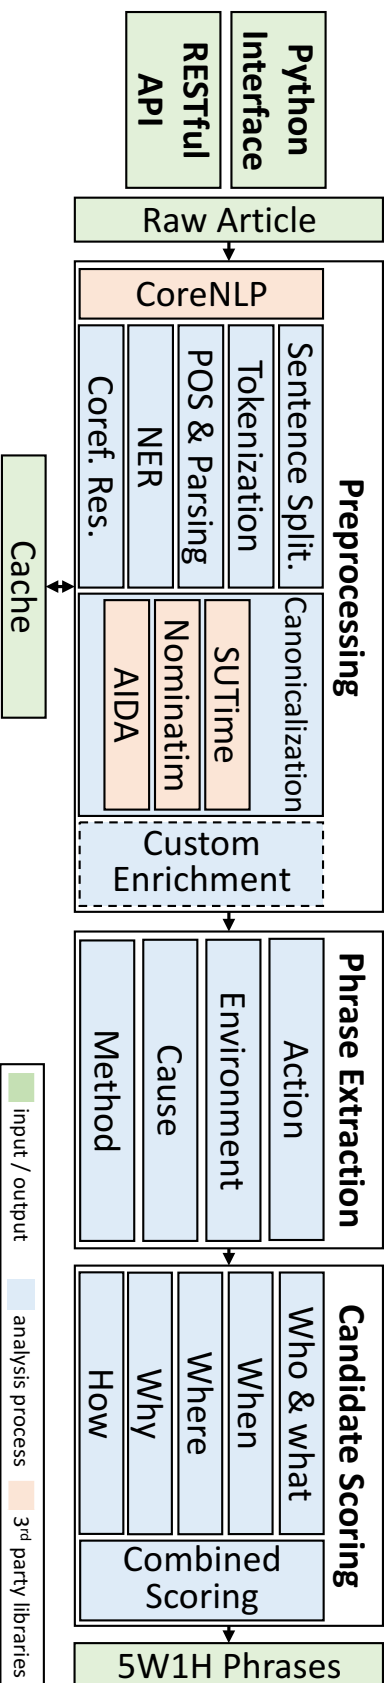 Python
Interface
RESTful
API
Raw Article
Preprocessing
CoreNLP
Sentence Split.
Tokenization
POS & Parsing
NER
Coref. Res.
Canonicalization
SUTime
Nominatim
AIDA
Custom
Enrichment
Cache
Phrase Extraction
Action
Environment
Cause
Method
Candidate Scoring
Who & what
When
Where
Why
How
Combined
Scoring
5W1H Phrases
input / output
analysis process
3rd party libraries